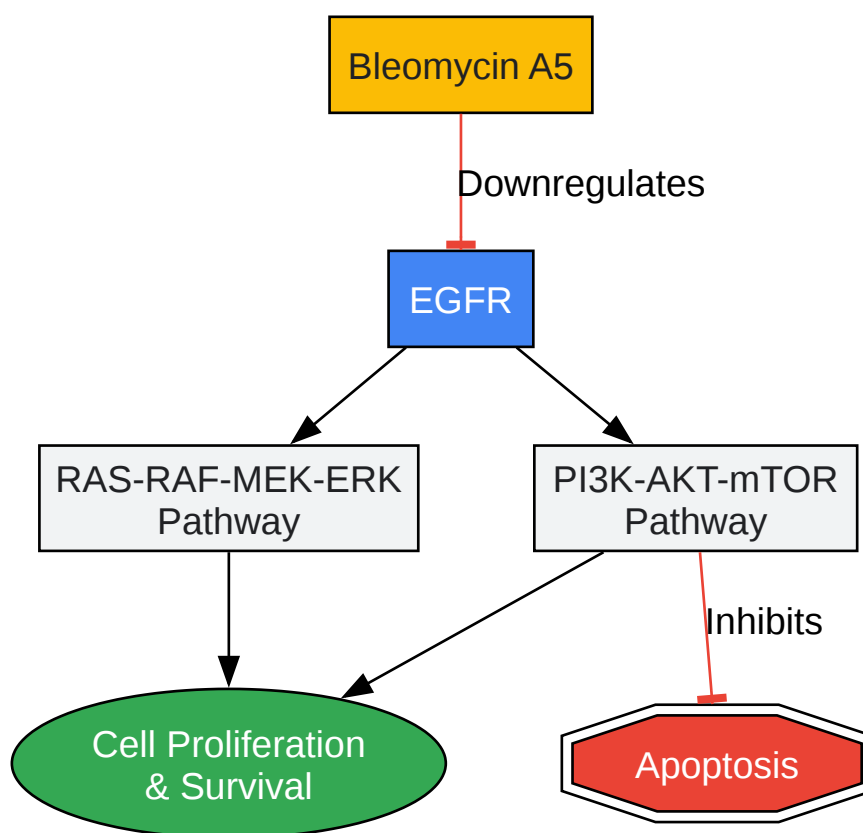 Bleomycin A5
Downregulates
EGFR
RAS-RAF-MEK-ERK
Pathway
PI3K-AKT-mTOR
Pathway
Inhibits
Cell Proliferation
& Survival
Apoptosis